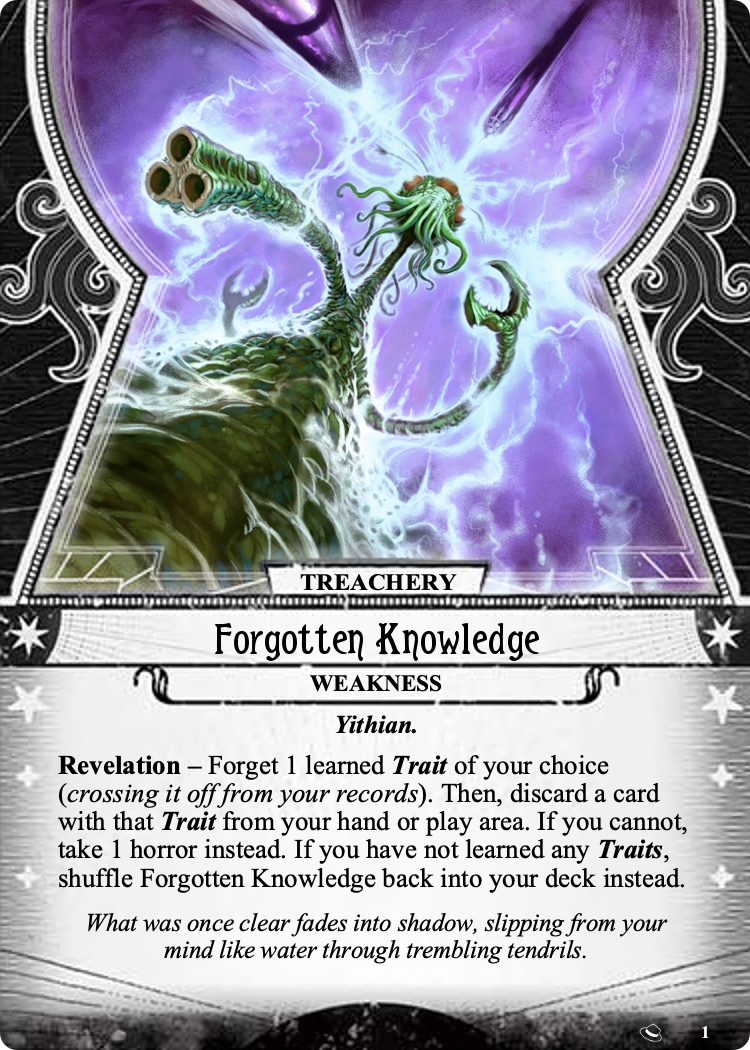 TREACHERY
Forgotten Knowledge
WEAKNESS
Yithian.
Revelation – Forget 1 learned Trait of your choice
(crossing it off from your records). Then, discard a card
with that Trait from your hand or play area. If you cannot,
take 1 horror instead. If you have not learned any Traits,
shuffle Forgotten Knowledge back into your deck instead.
What was once clear fades into shadow, slipping from your
mind like water through trembling tendrils.
1